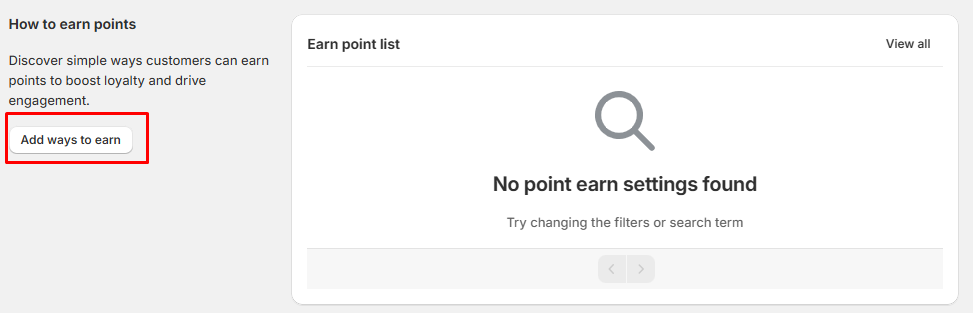 How to earn points
Discover simple ways customers can earn
points to boost loyalty and drive
engagement.
Add ways to earn
Earn point list
View all
No point earn settings found
Try changing the filters or search term